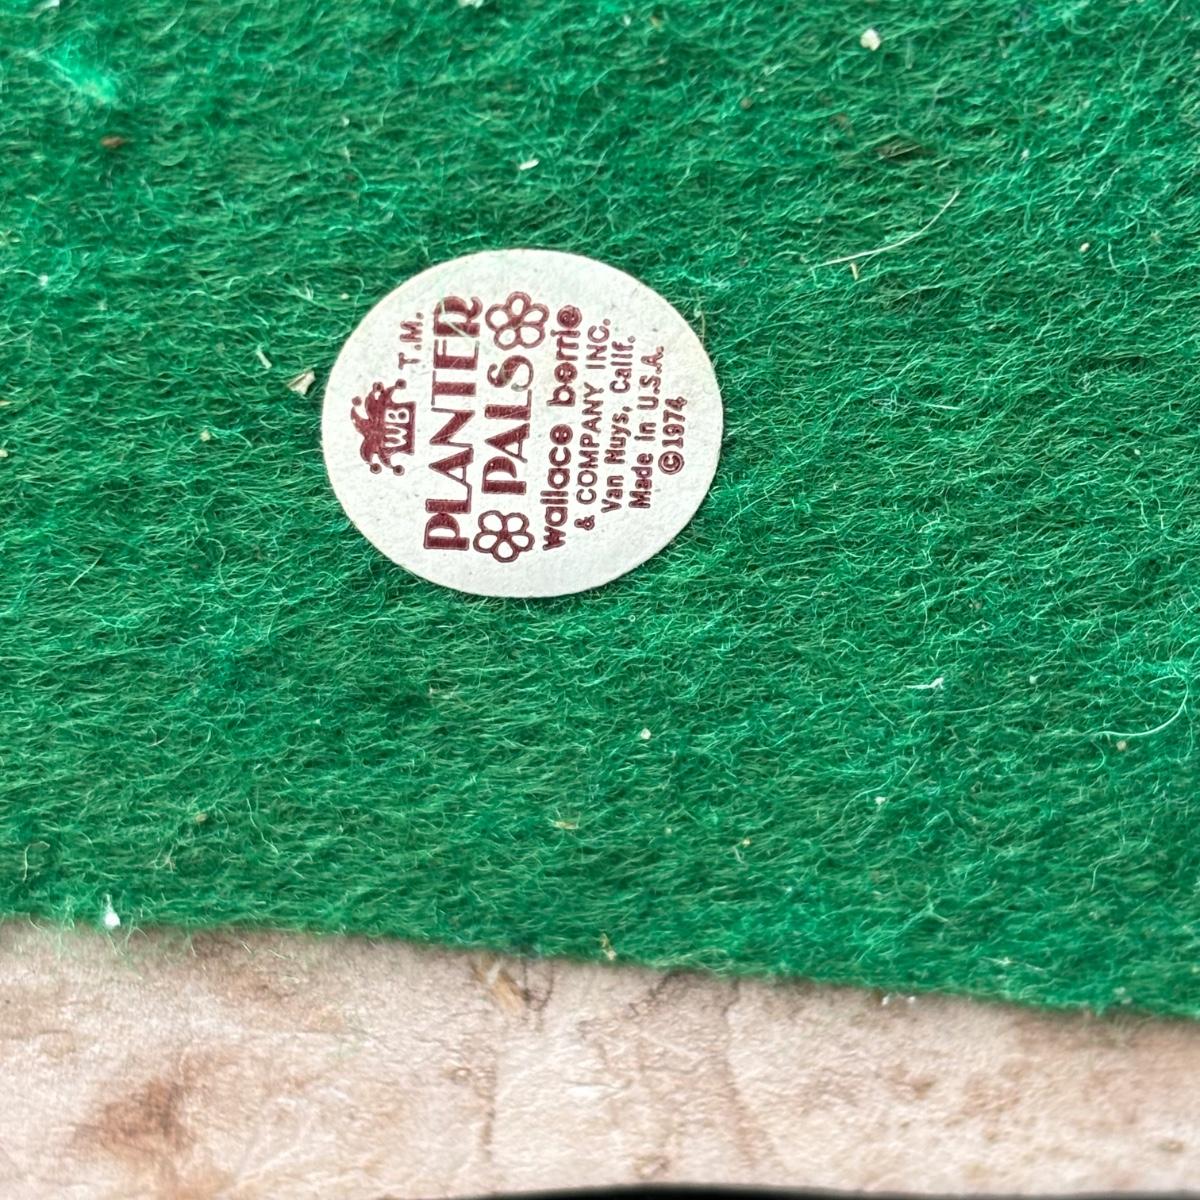 WB
T.M.
PLANTER
PALS
wallace berrie
& COMPANY INC.
Van Nuys, Calif.
Made in U.S.A.
©1974